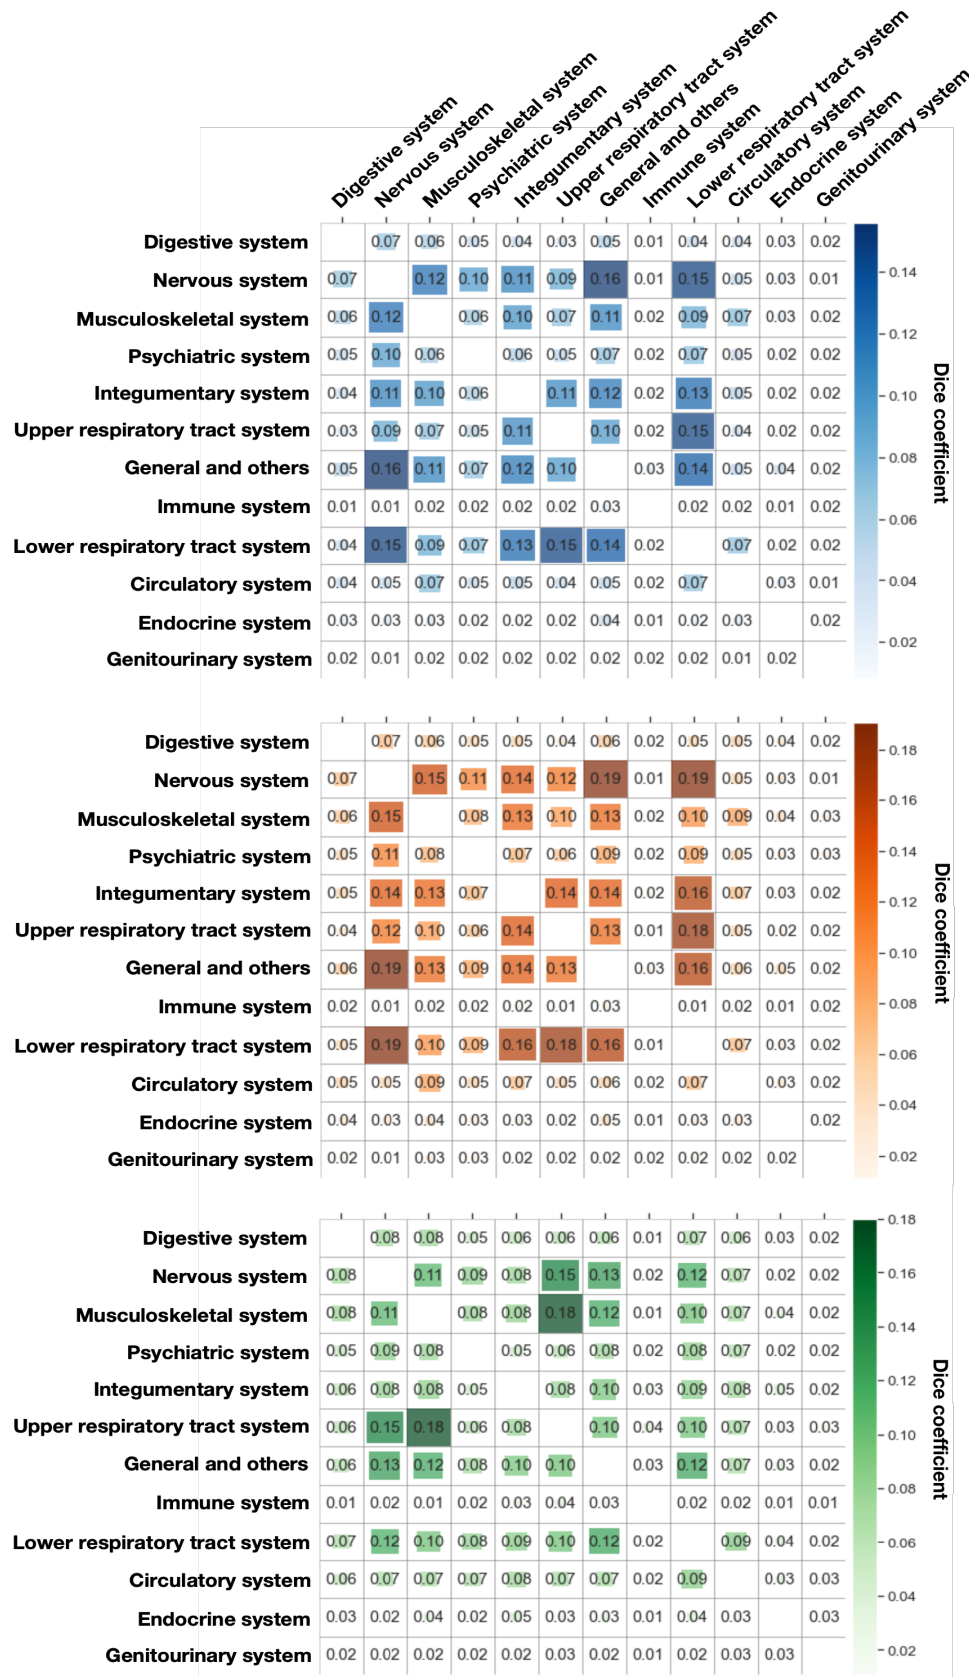 Digestive system
Nervous system
Musculoskeletal system
Psychiatric system
Integumentary system
Upper respiratory tract system
General and others
Immune system
Lower respiratory tract system
Circulatory system
Endocrine system
Genitourinary system
Digestive system 0.07 0.06 0.05 0.04 0.03 0.05 0.01 0.04 0.04 0.03 0.02
Nervous system 0.07 0.12 0.10 0.11 0.09 0.16 0.01 0.15 0.05 0.03 0.01
Musculoskeletal system 0.06 0.12 0.06 0.10 0.07 0.11 0.02 0.09 0.07 0.03 0.02
Psychiatric system 0.05 0.10 0.06 0.06 0.05 0.07 0.02 0.07 0.05 0.02 0.02
Integumentary system 0.04 0.11 0.10 0.06 0.11 0.12 0.02 0.13 0.05 0.02 0.02
Upper respiratory tract system 0.03 0.09 0.07 0.05 0.11 0.10 0.02 0.15 0.04 0.02 0.02
General and others 0.05 0.16 0.11 0.07 0.12 0.10 0.03 0.14 0.05 0.04 0.02
Immune system 0.01 0.01 0.02 0.02 0.02 0.02 0.03 0.02 0.02 0.01 0.02
Lower respiratory tract system 0.04 0.15 0.09 0.07 0.13 0.15 0.14 0.02 0.07 0.02 0.02
Circulatory system 0.04 0.05 0.07 0.05 0.05 0.04 0.05 0.02 0.07 0.03 0.01
Endocrine system 0.03 0.03 0.03 0.02 0.02 0.02 0.04 0.01 0.02 0.03 0.02
Genitourinary system 0.02 0.01 0.02 0.02 0.02 0.02 0.02 0.02 0.02 0.01 0.02
0.14
0.12
0.10
0.08
0.06
0.04
0.02
Dice coefficient
Digestive system 0.07 0.06 0.05 0.05 0.04 0.06 0.02 0.05 0.05 0.04 0.02
Nervous system 0.07 0.15 0.11 0.14 0.12 0.19 0.01 0.19 0.05 0.03 0.01
Musculoskeletal system 0.06 0.15 0.08 0.13 0.10 0.13 0.02 0.10 0.09 0.04 0.03
Psychiatric system 0.05 0.11 0.08 0.07 0.06 0.09 0.02 0.09 0.05 0.03 0.03
Integumentary system 0.05 0.14 0.13 0.07 0.14 0.14 0.02 0.16 0.07 0.03 0.02
Upper respiratory tract system 0.04 0.12 0.10 0.06 0.14 0.13 0.01 0.18 0.05 0.02 0.02
General and others 0.06 0.19 0.13 0.09 0.14 0.13 0.03 0.16 0.06 0.05 0.02
Immune system 0.02 0.01 0.02 0.02 0.02 0.01 0.03 0.01 0.02 0.01 0.02
Lower respiratory tract system 0.05 0.19 0.10 0.09 0.16 0.18 0.16 0.01 0.07 0.03 0.02
Circulatory system 0.05 0.05 0.09 0.05 0.07 0.05 0.06 0.02 0.07 0.03 0.02
Endocrine system 0.04 0.03 0.04 0.03 0.03 0.02 0.05 0.01 0.03 0.03 0.02
Genitourinary system 0.02 0.01 0.03 0.03 0.02 0.02 0.02 0.02 0.02 0.02 0.02
0.18
0.16
0.14
0.12
0.10
0.08
0.06
0.04
0.02
Dice coefficient
Digestive system 0.08 0.08 0.05 0.06 0.06 0.06 0.01 0.07 0.06 0.03 0.02
Nervous system 0.08 0.11 0.09 0.08 0.15 0.13 0.02 0.12 0.07 0.02 0.02
Musculoskeletal system 0.08 0.11 0.08 0.08 0.18 0.12 0.01 0.10 0.07 0.04 0.02
Psychiatric system 0.05 0.09 0.08 0.05 0.06 0.08 0.02 0.08 0.07 0.02 0.02
Integumentary system 0.06 0.08 0.08 0.05 0.08 0.10 0.03 0.09 0.08 0.05 0.02
Upper respiratory tract system 0.06 0.15 0.18 0.06 0.08 0.10 0.04 0.10 0.07 0.03 0.03
General and others 0.06 0.13 0.12 0.08 0.10 0.10 0.03 0.12 0.07 0.03 0.02
Immune system 0.01 0.02 0.01 0.02 0.03 0.04 0.03 0.02 0.02 0.01 0.01
Lower respiratory tract system 0.07 0.12 0.10 0.08 0.09 0.10 0.12 0.02 0.09 0.04 0.02
Circulatory system 0.06 0.07 0.07 0.07 0.08 0.07 0.07 0.02 0.09 0.03 0.03
Endocrine system 0.03 0.02 0.04 0.02 0.05 0.03 0.03 0.01 0.04 0.03 0.03
Genitourinary system 0.02 0.02 0.02 0.02 0.02 0.03 0.02 0.01 0.02 0.03 0.03
0.18
0.16
0.14
0.12
0.10
0.08
0.06
0.04
0.02
Dice coefficient